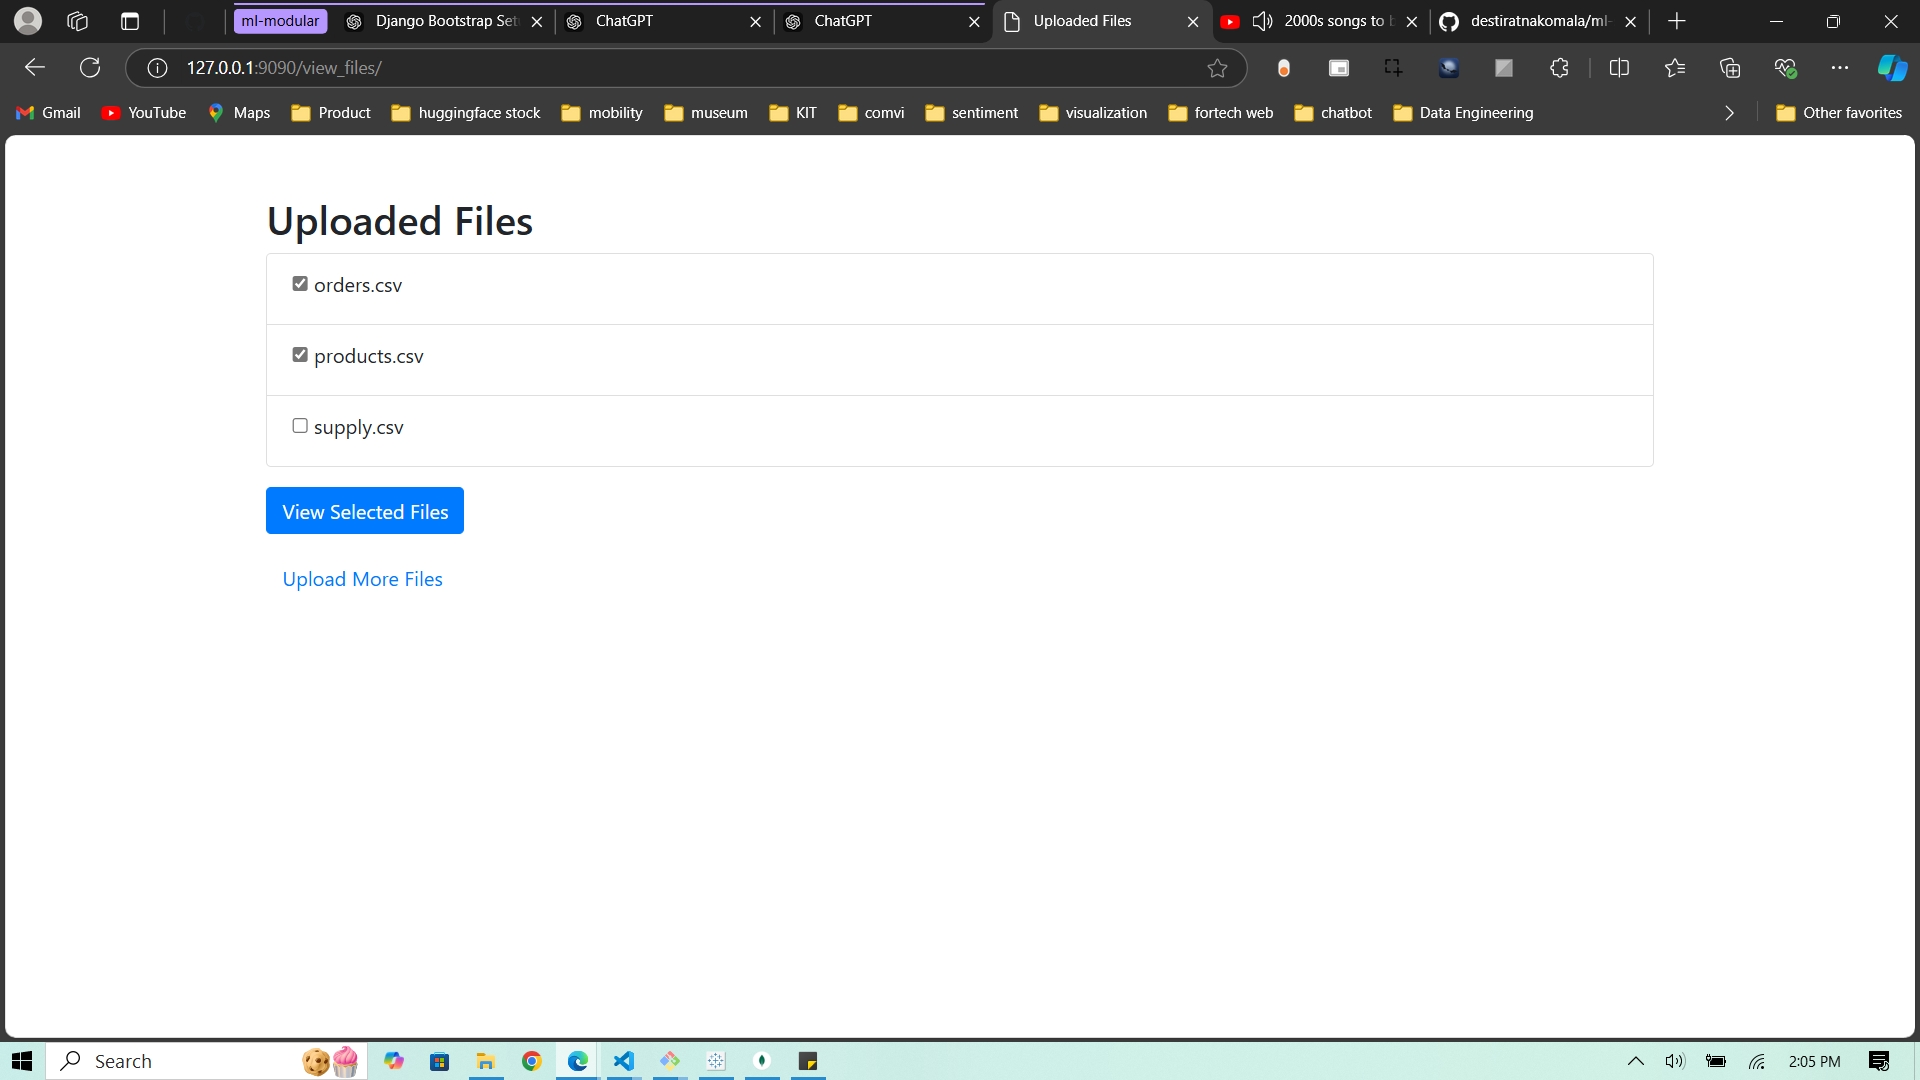 ml-modular
Django Bootstrap Set
ChatGPT
ChatGPT
Uploaded Files
2000s songs to b
destiratnakomala/ml-
127.0.0.1:9090/view_files/
Gmail
YouTube
Maps
Product
huggingface stock
mobility
museum
KIT
comvi
sentiment
visualization
fortech web
chatbot
Data Engineering
Other favorites
Uploaded Files
orders.csv
products.csv
supply.csv
View Selected Files
Upload More Files
Search
2:05 PM